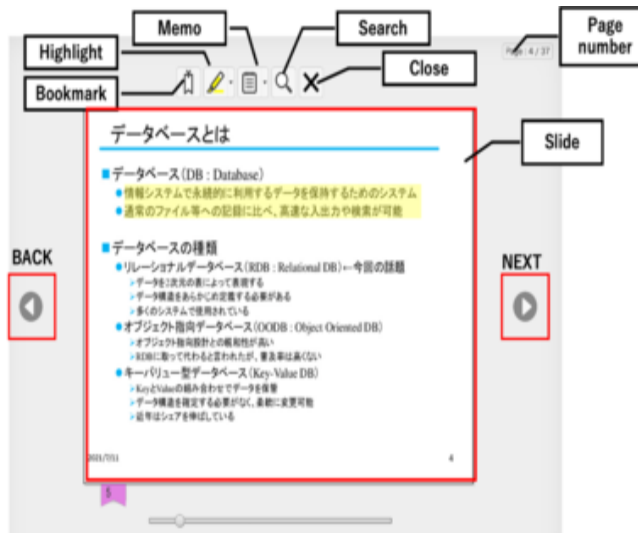 Memo
Search
Page number
Highlight
Close
Bookmark
Page 4 / 37
Slide
データベースとは
■データベース(DB : Database)
●情報システムで永続的に利用するデータを保持するためのシステム
●通常のファイル等への記録に比べ、高速な入出力や検索が可能
■データベースの種類
●リレーショナルデータベース(RDB : Relational DB)←今回の話題
➢データを2次元の表によって表現する
➢データ構造をあらかじめ定義する必要がある
➢多くのシステムで使用されている
●オブジェクト指向データベース(OODB : Object Oriented DB)
➢オブジェクト指向設計との親和性が高い
➢RDBに取って代わると言われたが、普及率は高くない
●キーバリュー型データベース(Key-Value DB)
➢KeyとValueの組み合わせでデータを保管
➢データ構造を確定する必要がなく、柔軟に変更可能
➢近年はシェアを伸ばしている
BACK
NEXT
2021/7/11
4
5